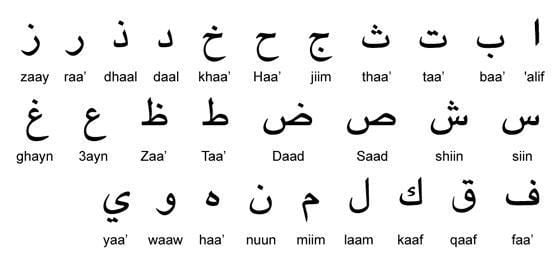 ا ب ت ث ج ح خ د ذ ر ز
'alif baa' taa' thaa' jiim Haa' khaa' daal dhaal raa' zaay
س ش ص ض ط ظ ع غ
siin shiin Saad Daad Taa' Zaa' 3ayn ghayn
ف ق ك ل م ن ه و ي
faa' qaaf kaaf laam miim nuun haa' waaw yaa'